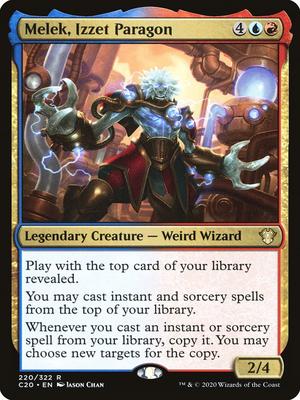 Melek, Izzet Paragon 4
Legendary Creature — Weird Wizard
Play with the top card of your library
revealed.
You may cast instant and sorcery spells
from the top of your library.
Whenever you cast an instant or sorcery
spell from your library, copy it. You may
choose new targets for the copy.
2/4
220/322 R
C20 • EN Jason Chan
™ & © 2020 Wizards of the Coast